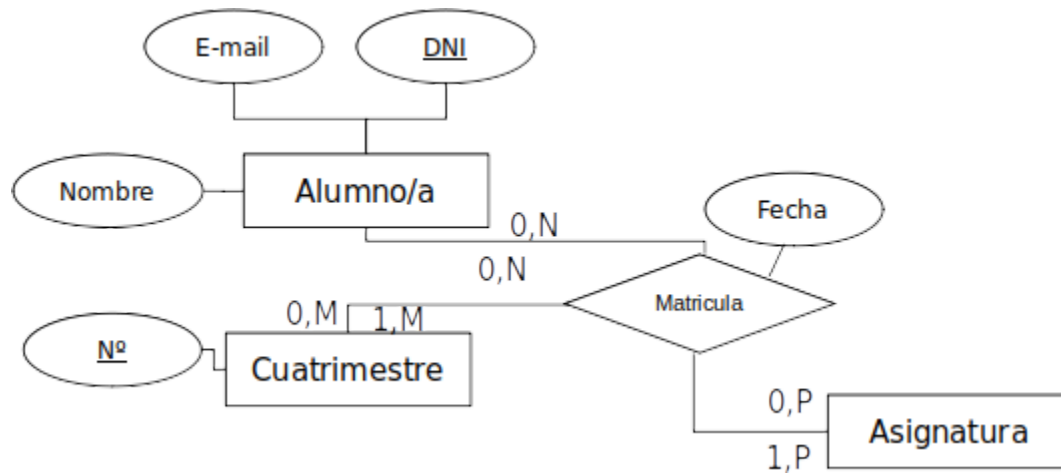 E-mail
DNI
Nombre
Alumno/a
Fecha
0,N
0,N
Matricula
0,M
1,M
Nº
Cuatrimestre
0,P
Asignatura
1,P